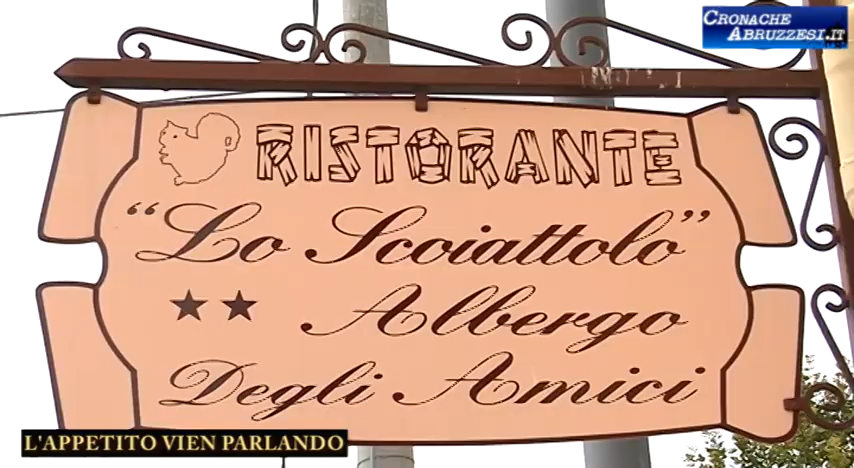 CRONACHE
ABRUZZESI.IT
RISTORANTE
"Lo Scoiattolo"
★★ Albergo
Degli Amici
L'APPETITO VIEN PARLANDO